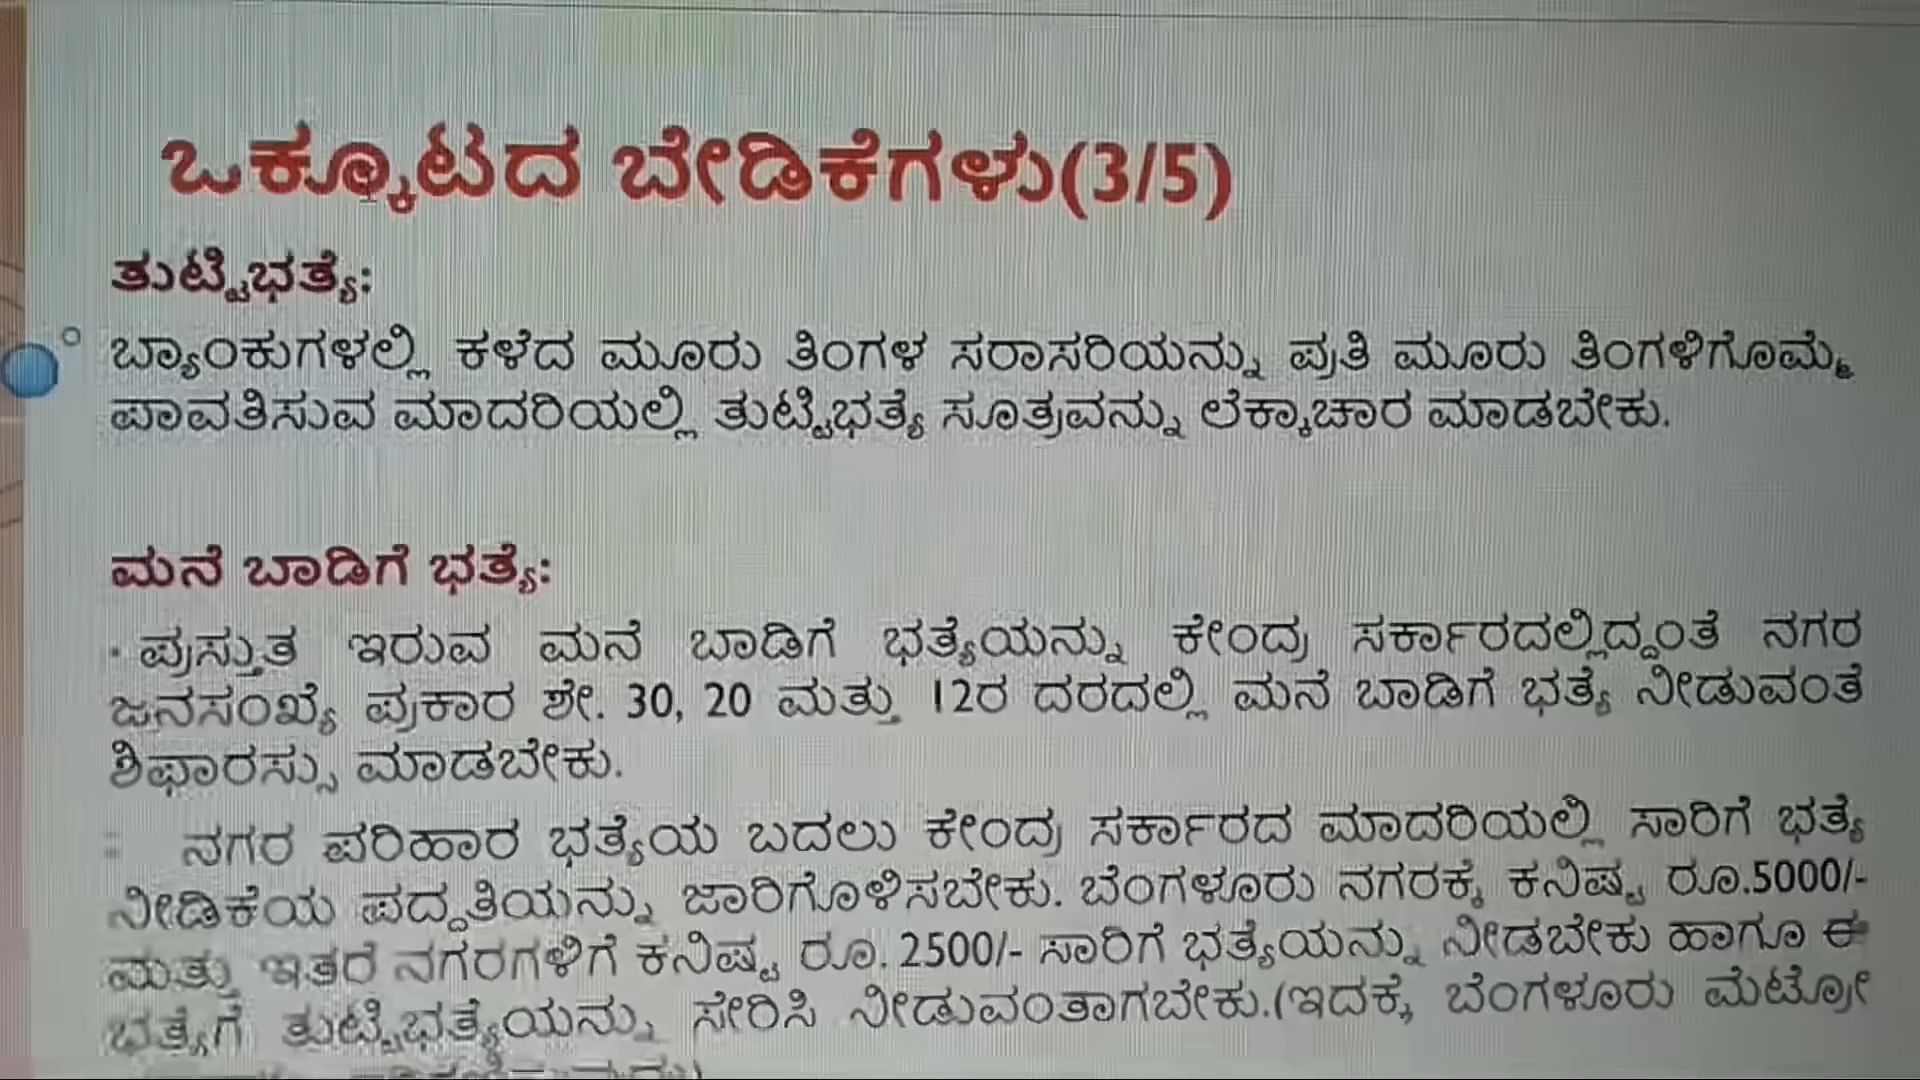 ಒಕ್ಕೂಟದ ಬೇಡಿಕೆಗಳು(3/5)
ತುಟ್ಟಿಭತ್ಯೆ:
ಬ್ಯಾಂಕುಗಳಲ್ಲಿ ಕಳೆದ ಮೂರು ತಿಂಗಳ ಸರಾಸರಿಯನ್ನು ಪ್ರತಿ ಮೂರು ತಿಂಗಳಿಗೊಮ್ಮೆ
ಪಾವತಿಸುವ ಮಾದರಿಯಲ್ಲಿ ತುಟ್ಟಿಭತ್ಯೆ ಸೂತ್ರವನ್ನು ಲೆಕ್ಕಾಚಾರ ಮಾಡಬೇಕು.
ಮನೆ ಬಾಡಿಗೆ ಭತ್ಯೆ:
· ಪ್ರಸ್ತುತ ಇರುವ ಮನೆ ಬಾಡಿಗೆ ಭತ್ಯೆಯನ್ನು ಕೇಂದ್ರ ಸರ್ಕಾರದಲ್ಲಿದ್ದಂತೆ ನಗರ
ಜನಸಂಖ್ಯೆ ಪ್ರಕಾರ ಶೇ. 30, 20 ಮತ್ತು 12ರ ದರದಲ್ಲಿ ಮನೆ ಬಾಡಿಗೆ ಭತ್ಯೆ ನೀಡುವಂತೆ
ಶಿಫಾರಸ್ಸು ಮಾಡಬೇಕು.
ನಗರ ಪರಿಹಾರ ಭತ್ಯೆಯ ಬದಲು ಕೇಂದ್ರ ಸರ್ಕಾರದ ಮಾದರಿಯಲ್ಲಿ ಸಾರಿಗೆ ಭತ್ಯೆ
ನೀಡಿಕೆಯ ಪದ್ದತಿಯನ್ನು ಜಾರಿಗೊಳಿಸಬೇಕು. ಬೆಂಗಳೂರು ನಗರಕ್ಕೆ ಕನಿಷ್ಟ ರೂ.5000/-
ಮತ್ತು ಇತರೆ ನಗರಗಳಿಗೆ ಕನಿಷ್ಟ ರೂ. 2500/- ಸಾರಿಗೆ ಭತ್ಯೆಯನ್ನು ನೀಡಬೇಕು ಹಾಗೂ ಈ
ಭತ್ಯೆಗೆ ತುಟ್ಟಿಭತ್ಯೆಯನ್ನು ಸೇರಿಸಿ ನೀಡುವಂತಾಗಬೇಕು.(ಇದಕ್ಕೆ ಬೆಂಗಳೂರು ಮೆಟ್ರೋ